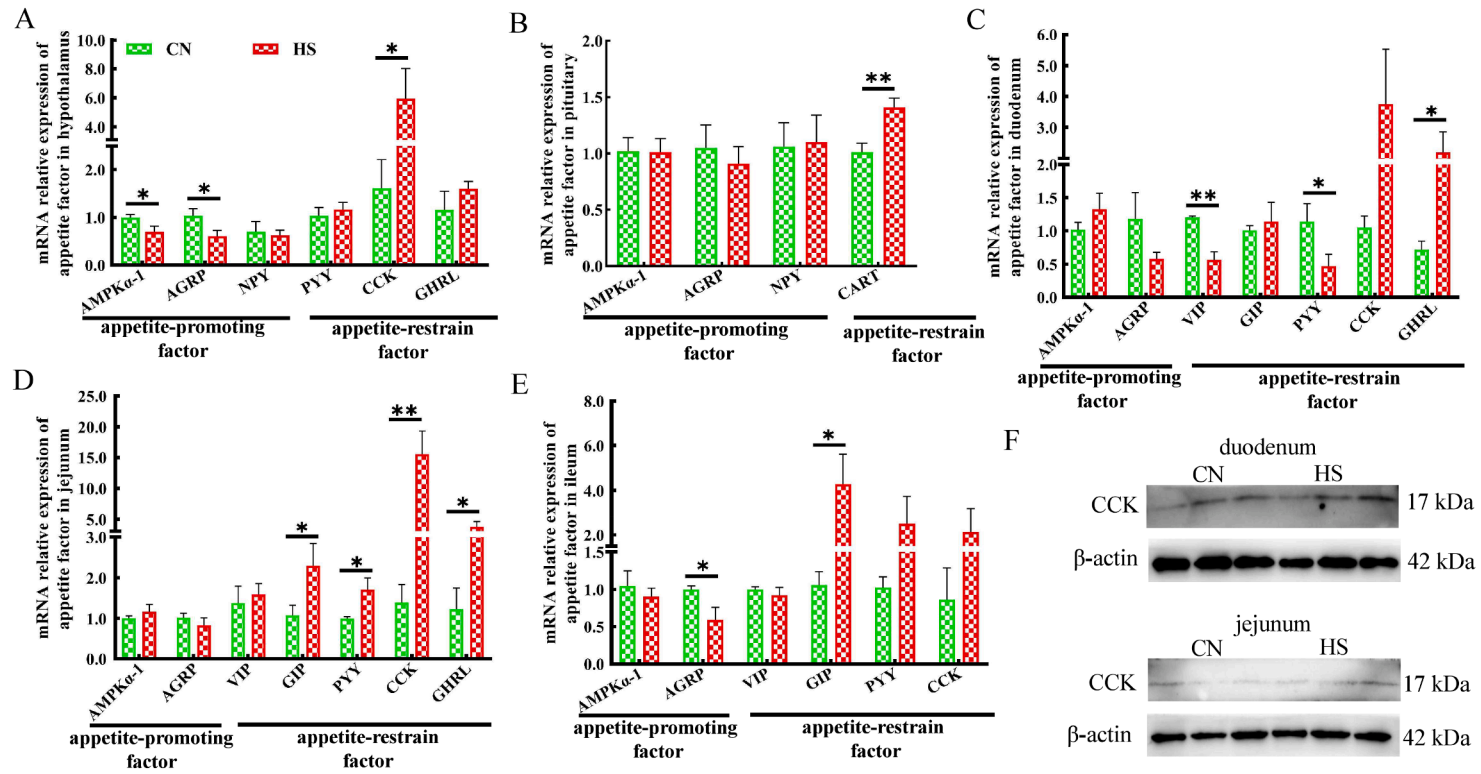 A
mRNA relative expression of
appetite factor in hypothalamus
10.0
8.0
6.0
4.0
2.0
1.0
0.0
CN
HS
*
*
*
AMPKα-1
AGRP
NPY
PYY
CCK
GHRL
appetite-promoting
factor
appetite-restrain
factor
B
mRNA relative expression of
appetite factor in pituitary
2.0
1.5
1.0
0.5
0.0
**
AMPKα-1
AGRP
NPY
CART
appetite-promoting
factor
appetite-restrain
factor
C
mRNA relative expression of
appetite factor in duodenum
6.0
5.0
4.0
3.0
2.0
2.0
1.5
1.0
0.5
0.0
**
*
*
AMPKα-1
AGRP
VIP
GIP
PYY
CCK
GHRL
appetite-promoting
factor
appetite-restrain
factor
D
mRNA relative expression of
appetite factor in jejunum
25.0
20.0
15.0
10.0
5.0
3.0
2.0
1.0
0.0
*
*
**
*
AMPKα-1
AGRP
VIP
GIP
PYY
CCK
GHRL
appetite-promoting
factor
appetite-restrain
factor
E
mRNA relative expression of
appetite factor in ileum
8.0
6.0
4.0
2.0
1.5
1.0
0.5
0.0
*
*
AMPKα-1
AGRP
VIP
GIP
PYY
CCK
appetite-promoting
factor
appetite-restrain
factor
F
duodenum
CN HS
CCK 17 kDa
β-actin 42 kDa
jejunum
CN HS
CCK 17 kDa
β-actin 42 kDa